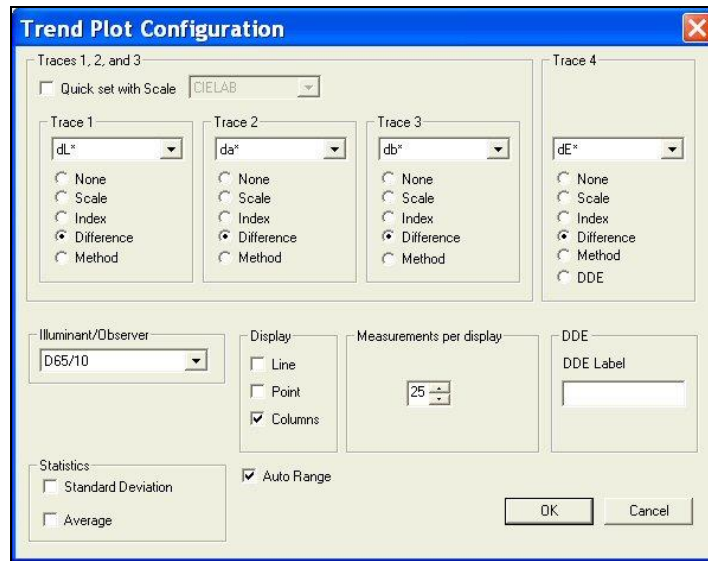 Trend Plot Configuration
Traces 1, 2, and 3
Quick set with Scale
CIELAB
Trace 1
dL*
None
Scale
Index
Difference
Method
Trace 2
da*
None
Scale
Index
Difference
Method
Trace 3
db*
None
Scale
Index
Difference
Method
Trace 4
dE*
None
Scale
Index
Difference
Method
DDE
Illuminant/Observer
D65/10
Display
Line
Point
Columns
Measurements per display
25
DDE
DDE Label
Statistics
Standard Deviation
Average
Auto Range
OK
Cancel